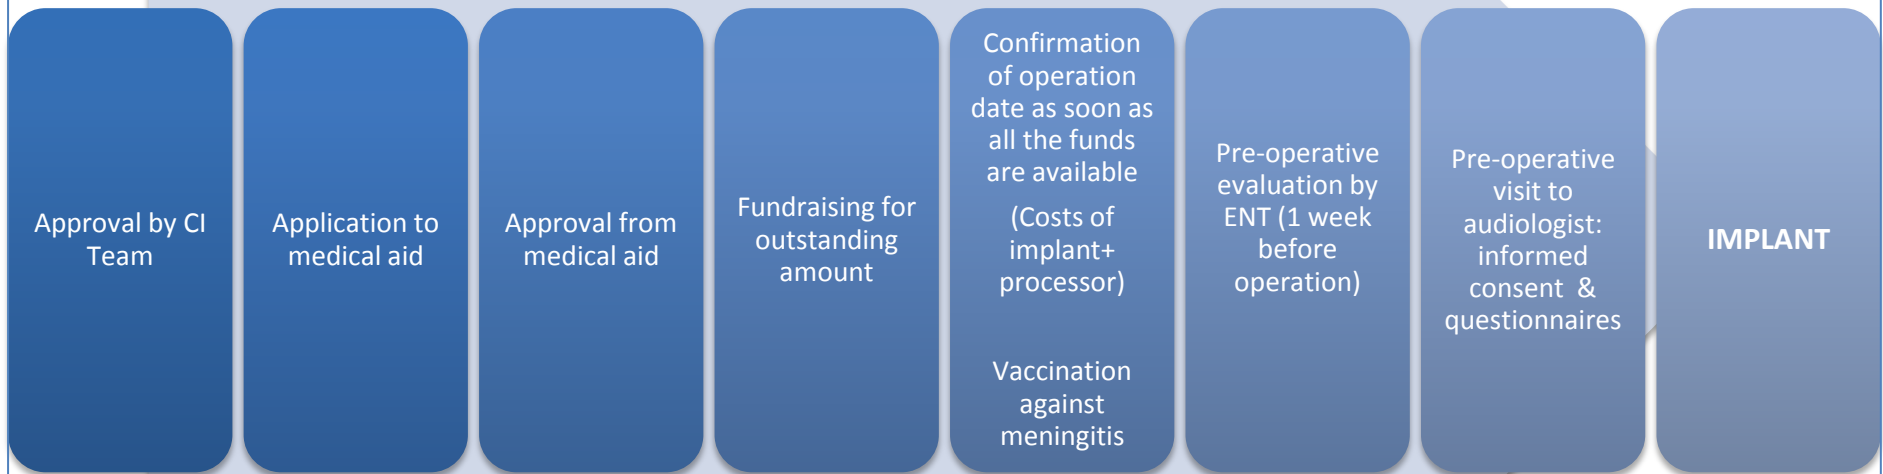 Approval by CI
Team
Application to
medical aid
Approval from
medical aid
Fundraising for
outstanding
amount
Confirmation
of operation
date as soon as
all the funds
are available
(Costs of
implant+
processor)
Vaccination
against
meningitis
Pre-operative
evaluation by
ENT (1 week
before
operation)
Pre-operative
visit to
audiologist:
informed
consent  &
questionnaires
IMPLANT